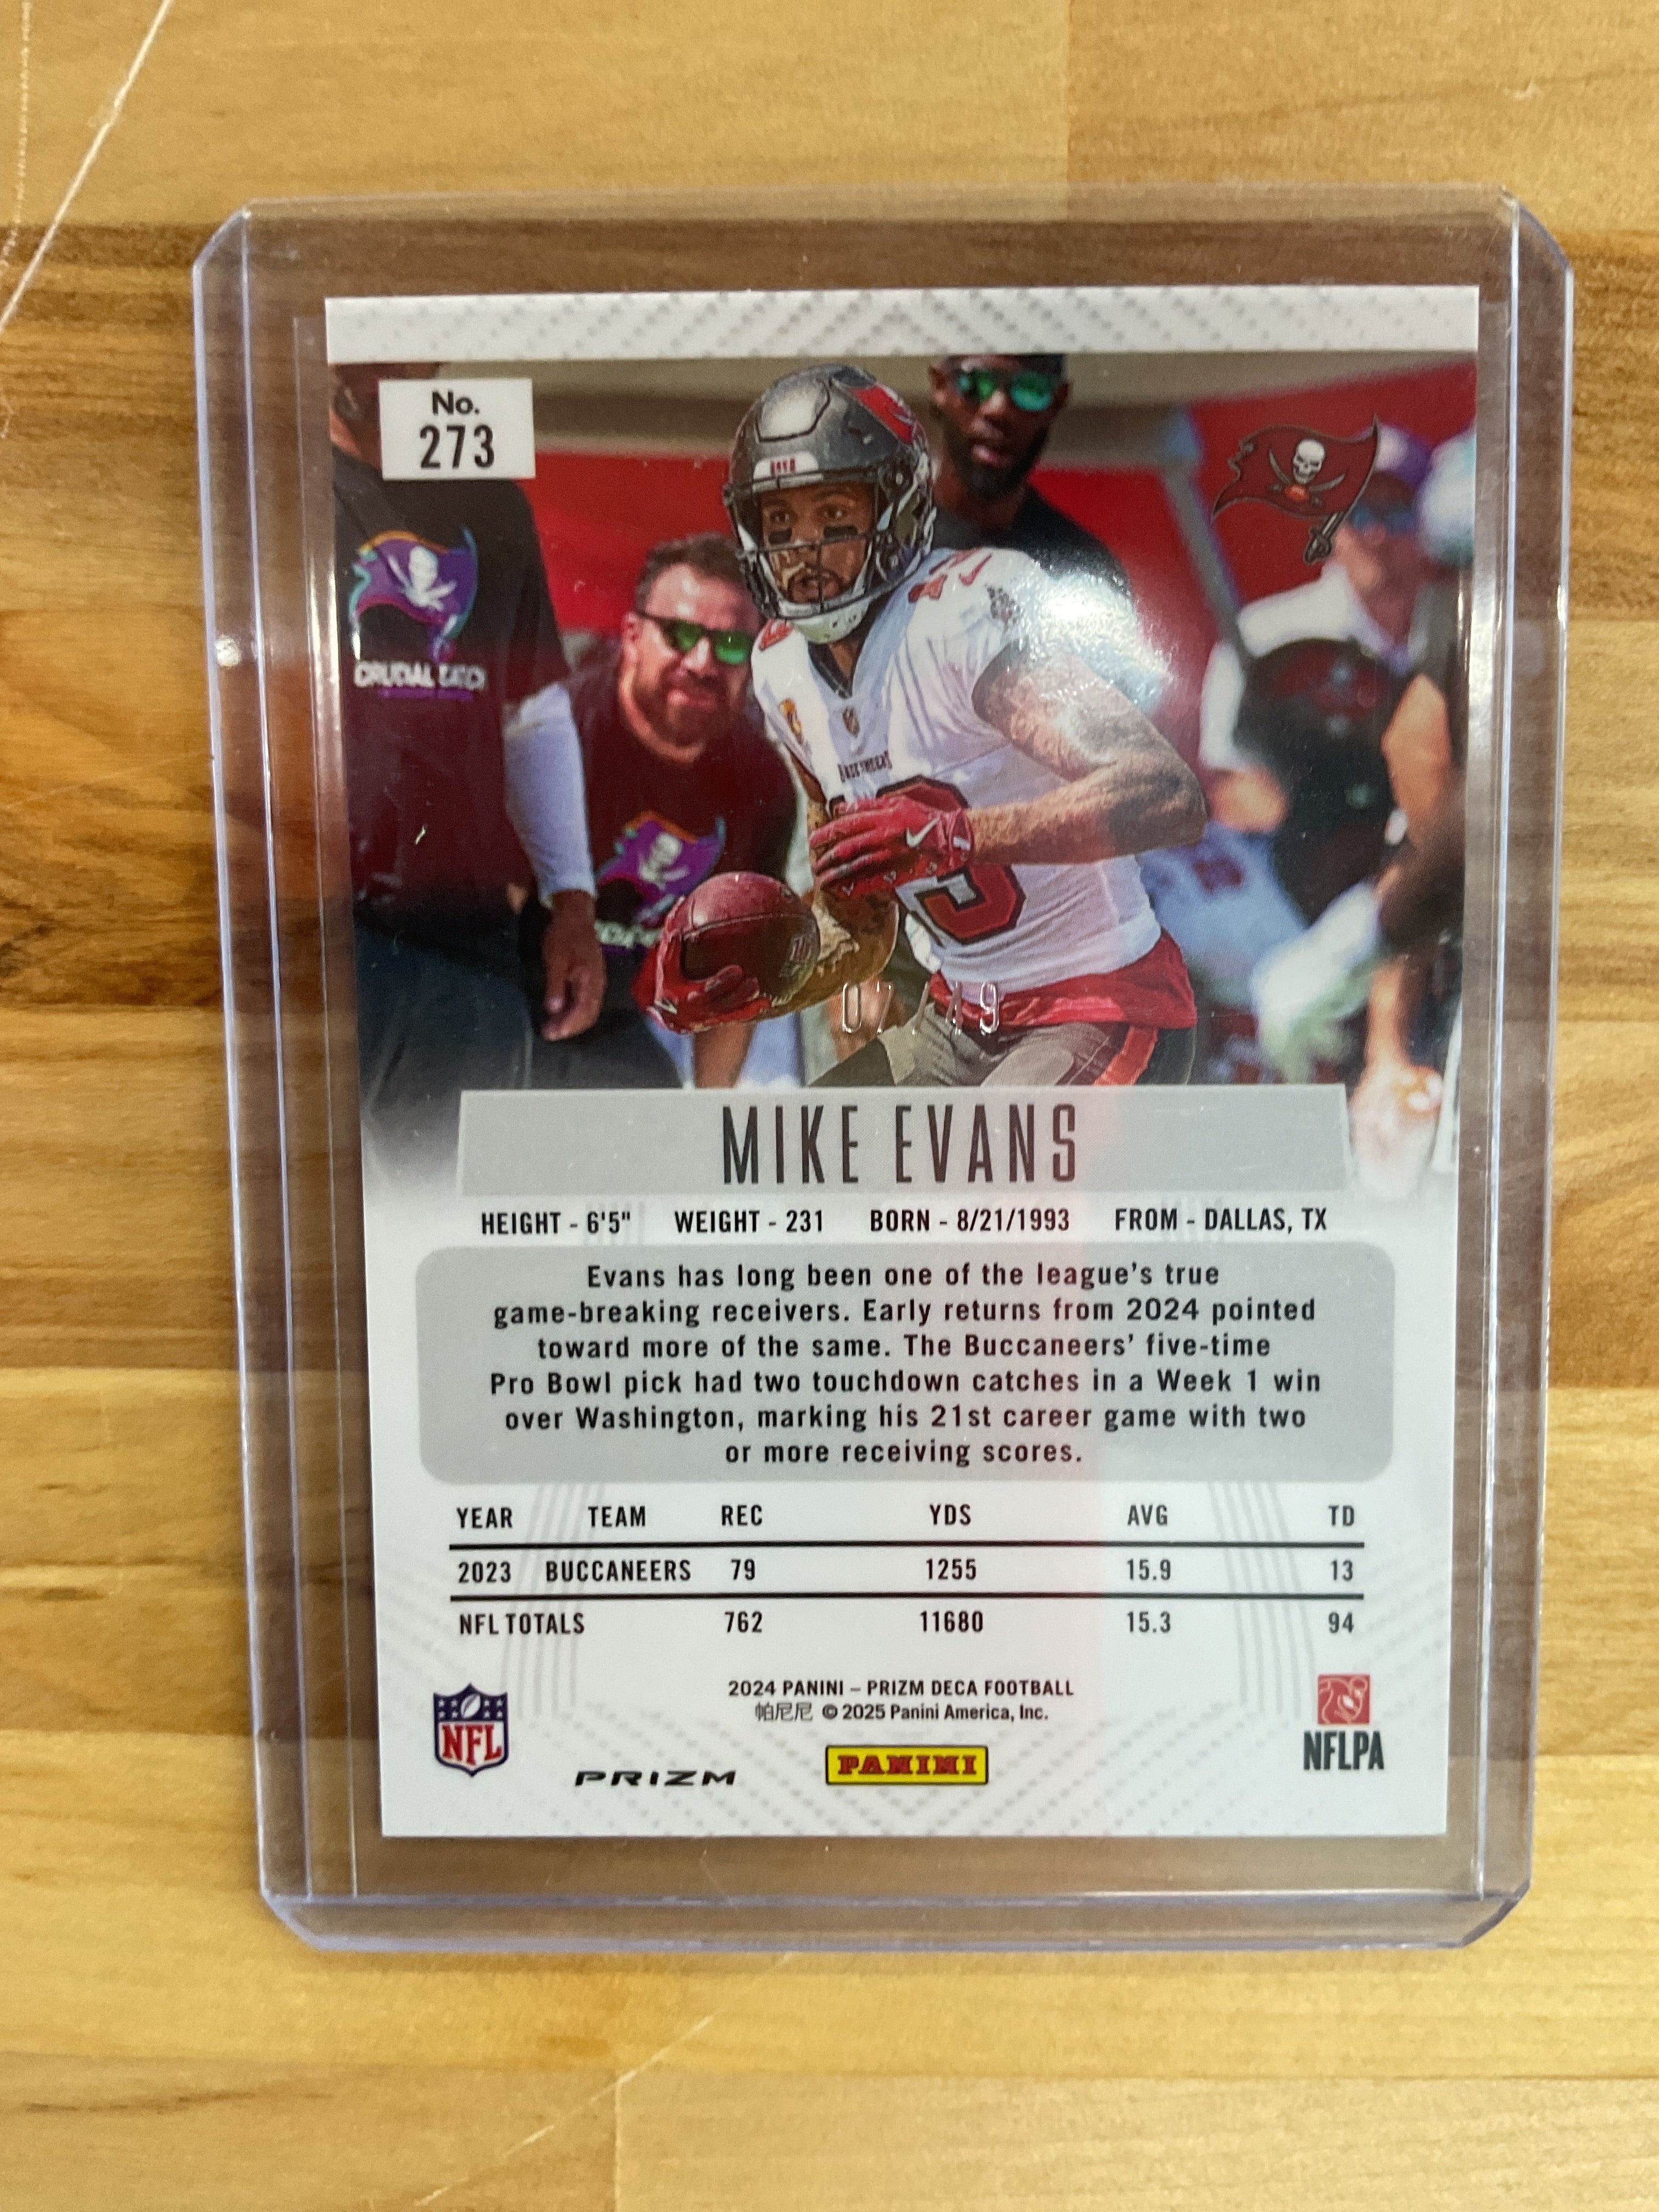 No.
273
BUCCANEERS
07/49
MIKE EVANS
HEIGHT - 6'5" WEIGHT - 231 BORN - 8/21/1993 FROM - DALLAS, TX
Evans has long been one of the league's true
game-breaking receivers. Early returns from 2024 pointed
toward more of the same. The Buccaneers' five-time
Pro Bowl pick had two touchdown catches in a Week 1 win
over Washington, marking his 21st career game with two
or more receiving scores.
YEAR TEAM REC YDS AVG TD
2023 BUCCANEERS 79 1255 15.9 13
NFL TOTALS 762 11680 15.3 94
2024 PANINI – PRIZM DECA FOOTBALL
帕尼尼 © 2025 Panini America, Inc.
NFL
PRIZM
PANINI
NFLPA